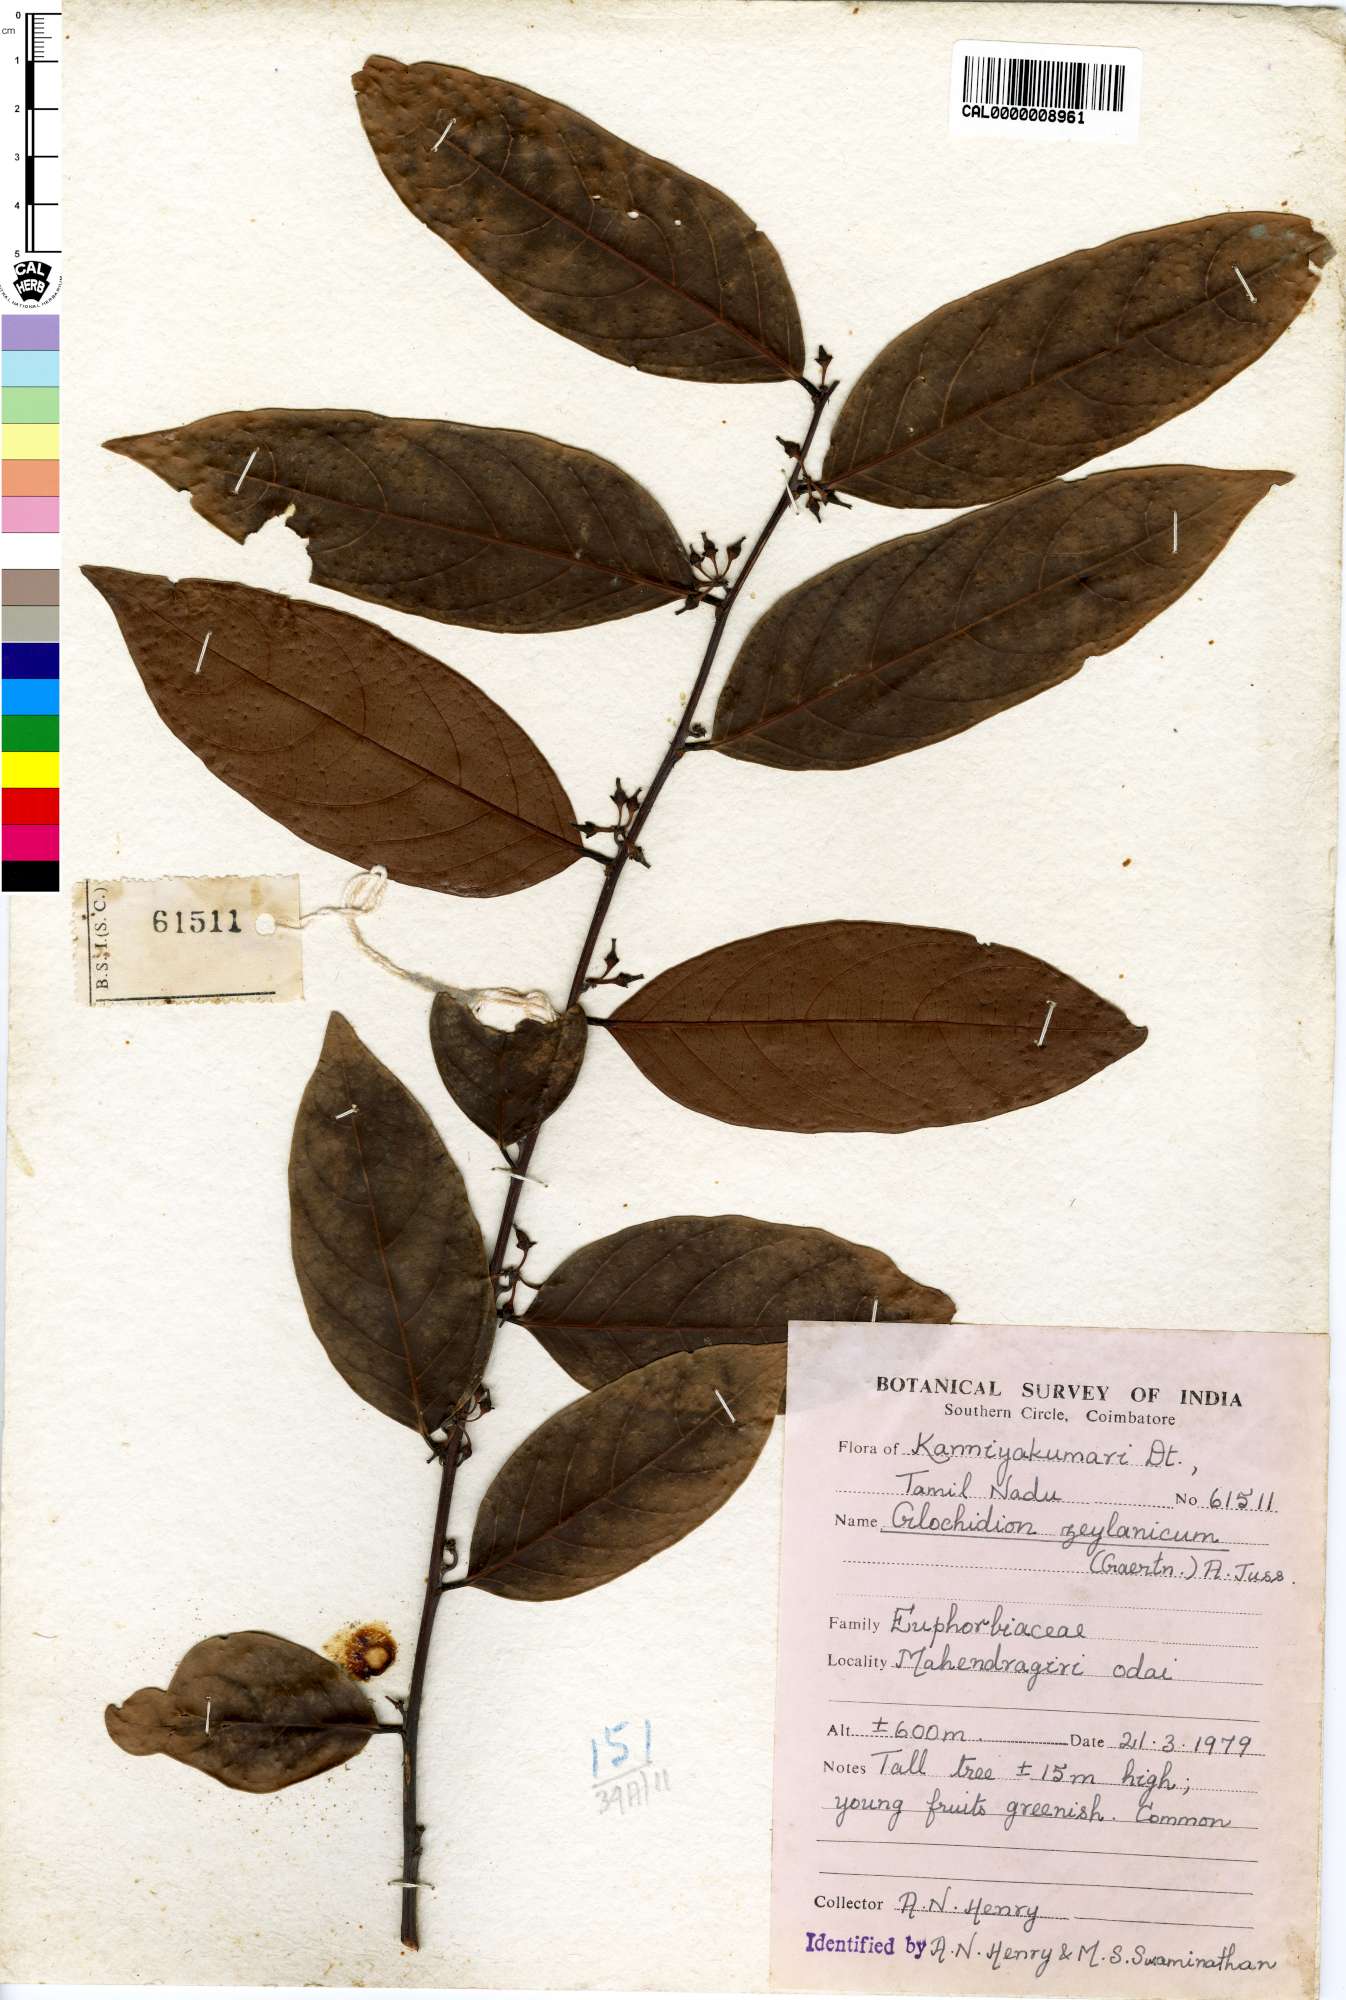 0
cm
1
2
3
4
5
CAL
HERB
CAL0000008961
B.S.I.(S.C.)
61511
BOTANICAL SURVEY OF INDIA
Southern Circle, Coimbatore
Flora of Kanniyakumari Dt.,
Tamil Nadu No 61511
Name Glochidion zeylanicum
(Gaertn.) A. Juss.
Family Euphorbiaceae
Locality Mahendragiri odai
Alt. ±600m. Date 21.3.1979
Notes Tall tree ±15m high;
young fruits greenish. Common
Collector A.N. Henry
Identified by A.N. Henry & M.S. Swaminathan
151